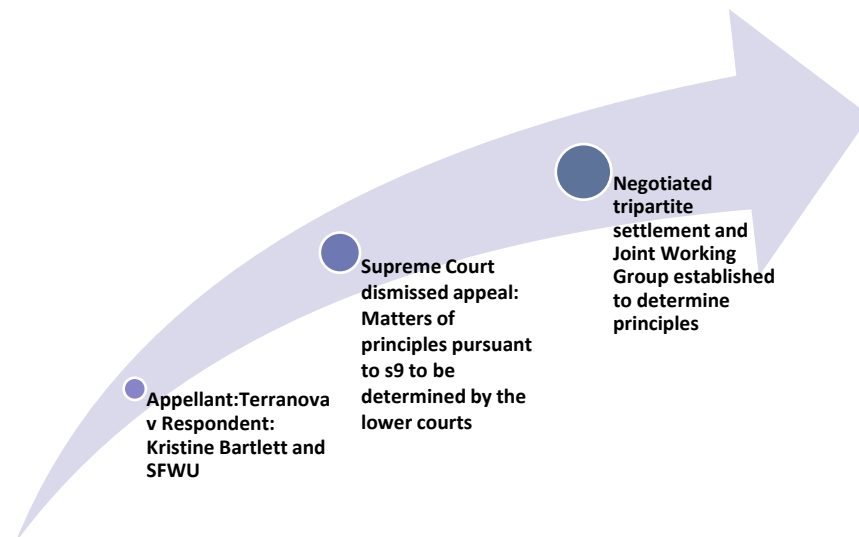 Appellant:Terranova
v Respondent:
Kristine Bartlett and
SFWU
Supreme Court
dismissed appeal:
Matters of
principles pursuant
to s9 to be
determined by the
lower courts
Negotiated
tripartite
settlement and
Joint Working
Group established
to determine
principles